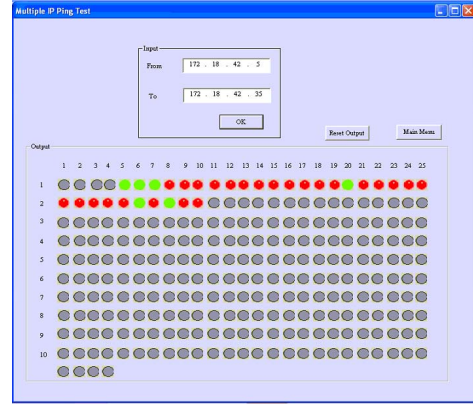 Multiple IP Ping Test
Input
From 172 . 18 . 42 . 5
To 172 . 18 . 42 . 35
OK
Reset Output Main Menu
Output
1 2 3 4 5 6 7 8 9 10 11 12 13 14 15 16 17 18 19 20 21 22 23 24 25
1
2
3
4
5
6
7
8
9
10